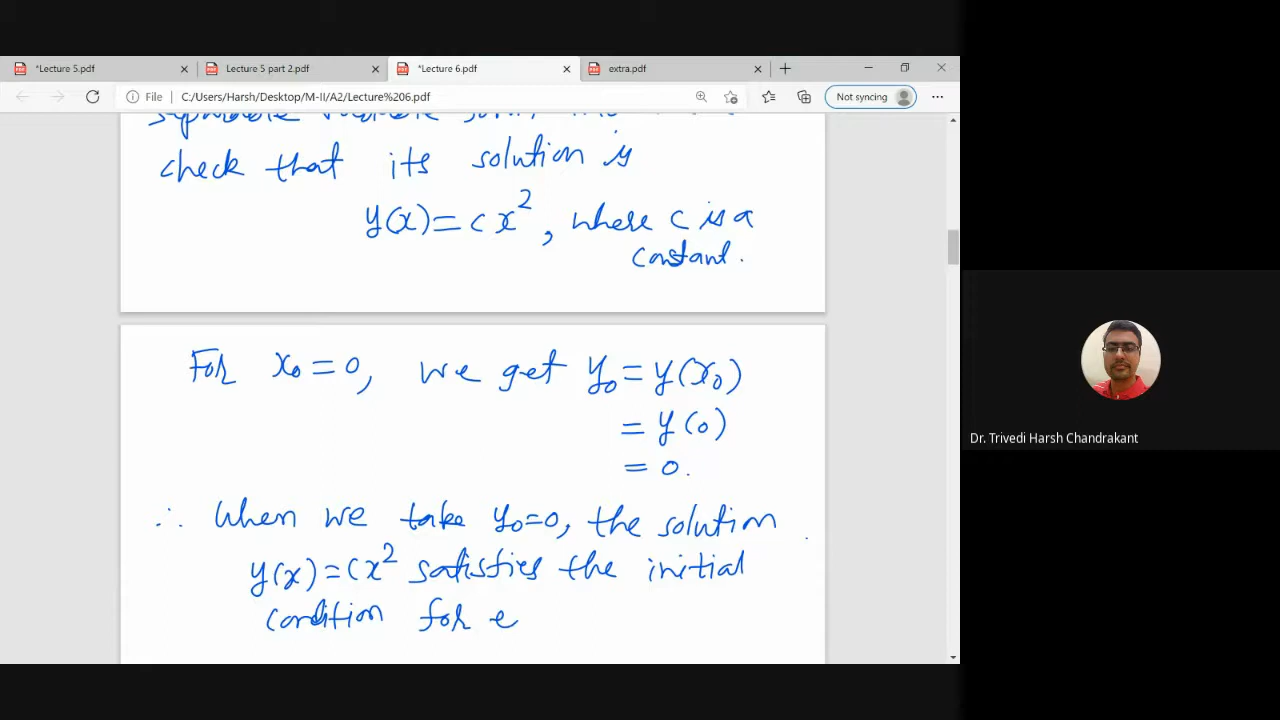 *Lecture 5.pdf
Lecture 5 part 2.pdf
*Lecture 6.pdf
extra.pdf
File
C:/Users/Harsh/Desktop/M-II/A2/Lecture%206.pdf
Not syncing
check that its solution is
y(x)=cx², where c is a
constant.
For x₀=0, we get y₀=y(x₀)
=y(0)
=0.
∴ When we take y₀=0, the solution
y(x)=cx² satisfies the initial
condition for e
Dr. Trivedi Harsh Chandrakant